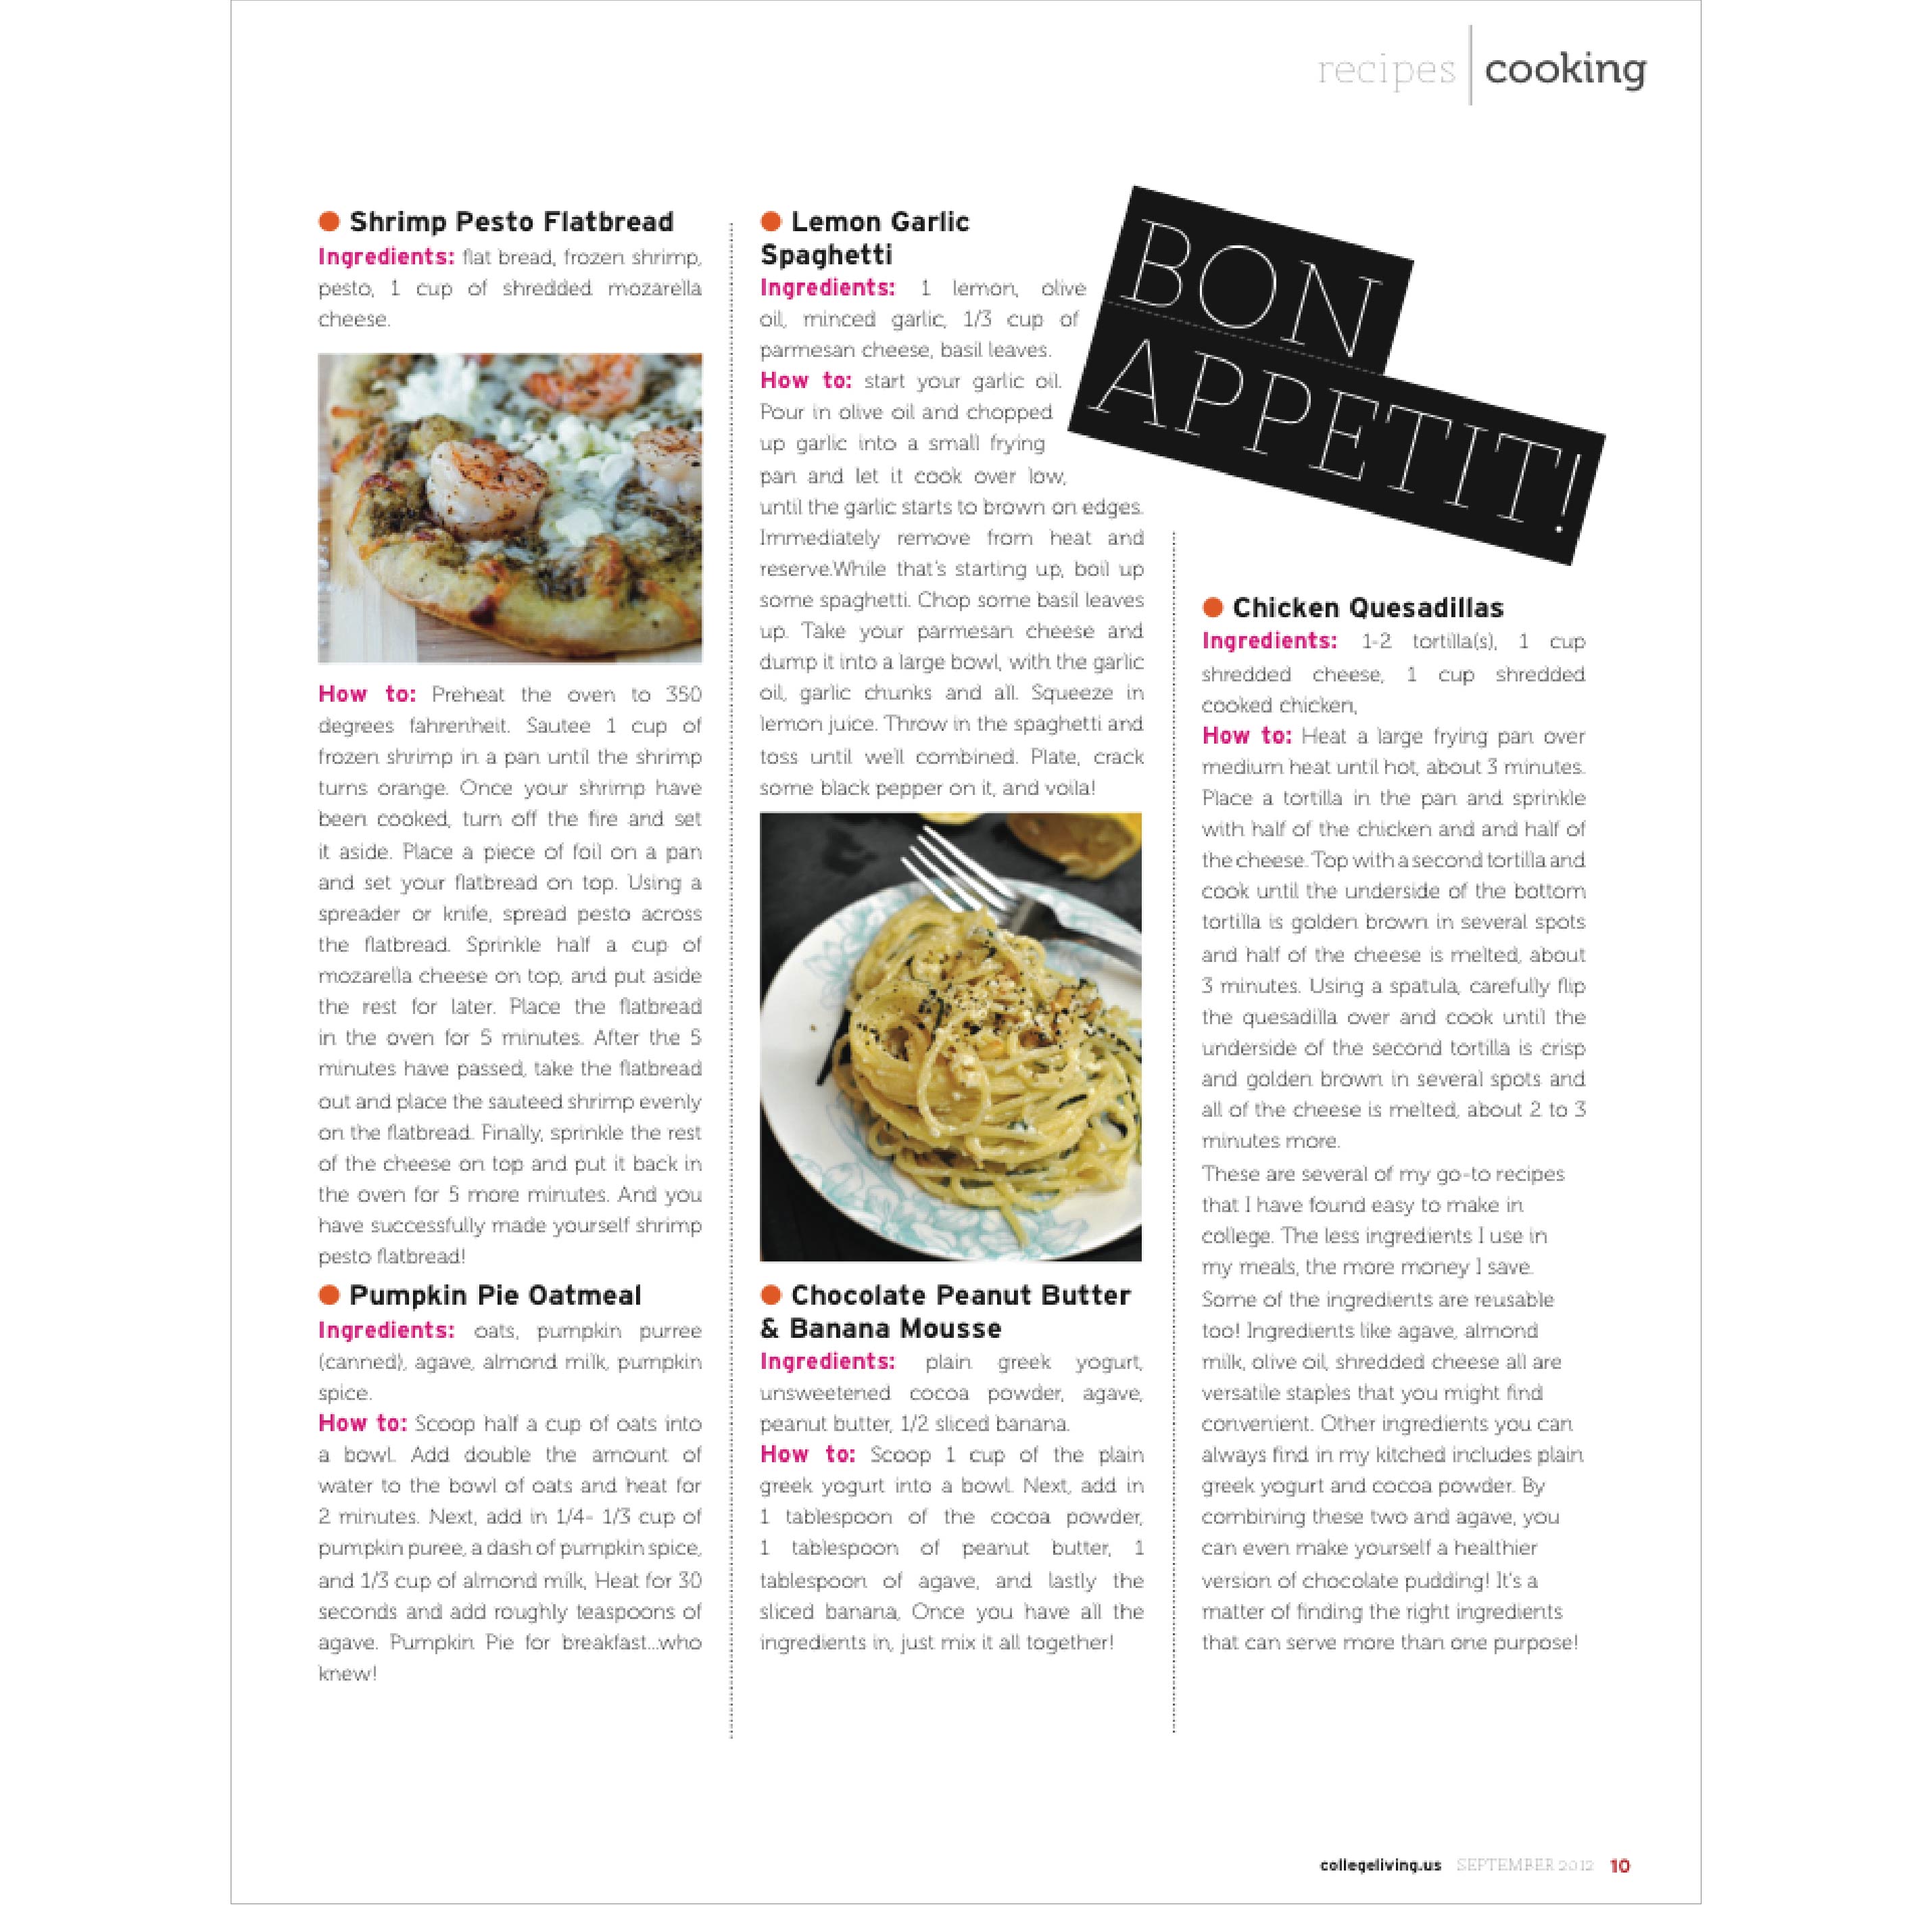 recipes cooking
Shrimp Pesto Flatbread
Ingredients: flat bread, frozen shrimp,
pesto, 1 cup of shredded mozarella
cheese.
How to: Preheat the oven to 350
degrees fahrenheit. Sautee 1 cup of
frozen shrimp in a pan until the shrimp
turns orange. Once your shrimp have
been cooked, turn off the fire and set
it aside. Place a piece of foil on a pan
and set your flatbread on top. Using a
spreader or knife, spread pesto across
the flatbread. Sprinkle half a cup of
mozarella cheese on top, and put aside
the rest for later. Place the flatbread
in the oven for 5 minutes. After the 5
minutes have passed, take the flatbread
out and place the sauteed shrimp evenly
on the flatbread. Finally, sprinkle the rest
of the cheese on top and put it back in
the oven for 5 more minutes. And you
have successfully made yourself shrimp
pesto flatbread!
Pumpkin Pie Oatmeal
Ingredients: oats, pumpkin purree
(canned), agave, almond milk, pumpkin
spice.
How to: Scoop half a cup of oats into
a bowl. Add double the amount of
water to the bowl of oats and heat for
2 minutes. Next, add in 1/4- 1/3 cup of
pumpkin puree, a dash of pumpkin spice,
and 1/3 cup of almond milk, Heat for 30
seconds and add roughly teaspoons of
agave. Pumpkin Pie for breakfast...who
knew!
Lemon Garlic
Spaghetti
Ingredients: 1 lemon, olive
oil, minced garlic, 1/3 cup of
parmesan cheese, basil leaves.
How to: start your garlic oil.
Pour in olive oil and chopped
up garlic into a small frying
pan and let it cook over low,
until the garlic starts to brown on edges.
Immediately remove from heat and
reserve.While that's starting up, boil up
some spaghetti. Chop some basil leaves
up. Take your parmesan cheese and
dump it into a large bowl, with the garlic
oil, garlic chunks and all. Squeeze in
lemon juice. Throw in the spaghetti and
toss until well combined. Plate, crack
some black pepper on it, and voila!
Chocolate Peanut Butter
& Banana Mousse
Ingredients: plain greek yogurt,
unsweetened cocoa powder, agave,
peanut butter, 1/2 sliced banana.
How to: Scoop 1 cup of the plain
greek yogurt into a bowl. Next, add in
1 tablespoon of the cocoa powder,
1 tablespoon of peanut butter, 1
tablespoon of agave, and lastly the
sliced banana, Once you have all the
ingredients in, just mix it all together!
BON
APPETIT!
Chicken Quesadillas
Ingredients: 1-2 tortilla(s), 1 cup
shredded cheese, 1 cup shredded
cooked chicken,
How to: Heat a large frying pan over
medium heat until hot, about 3 minutes.
Place a tortilla in the pan and sprinkle
with half of the chicken and and half of
the cheese. Top with a second tortilla and
cook until the underside of the bottom
tortilla is golden brown in several spots
and half of the cheese is melted, about
3 minutes. Using a spatula, carefully flip
the quesadilla over and cook until the
underside of the second tortilla is crisp
and golden brown in several spots and
all of the cheese is melted, about 2 to 3
minutes more.
These are several of my go-to recipes
that I have found easy to make in
college. The less ingredients I use in
my meals, the more money I save.
Some of the ingredients are reusable
too! Ingredients like agave, almond
milk, olive oil, shredded cheese all are
versatile staples that you might find
convenient. Other ingredients you can
always find in my kitched includes plain
greek yogurt and cocoa powder. By
combining these two and agave, you
can even make yourself a healthier
version of chocolate pudding! It's a
matter of finding the right ingredients
that can serve more than one purpose!
collegeliving.us SEPTEMBER 2012 10